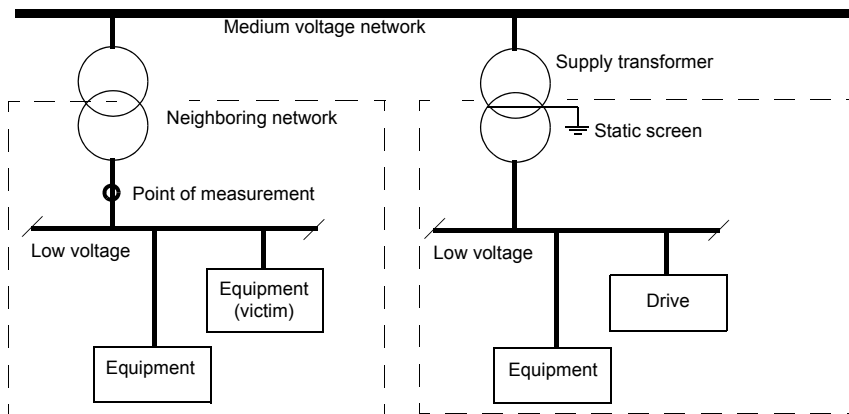 Medium voltage network
Supply transformer
Neighboring network
Static screen
Point of measurement
Low voltage
Low voltage
Equipment
(victim)
Drive
Equipment
Equipment